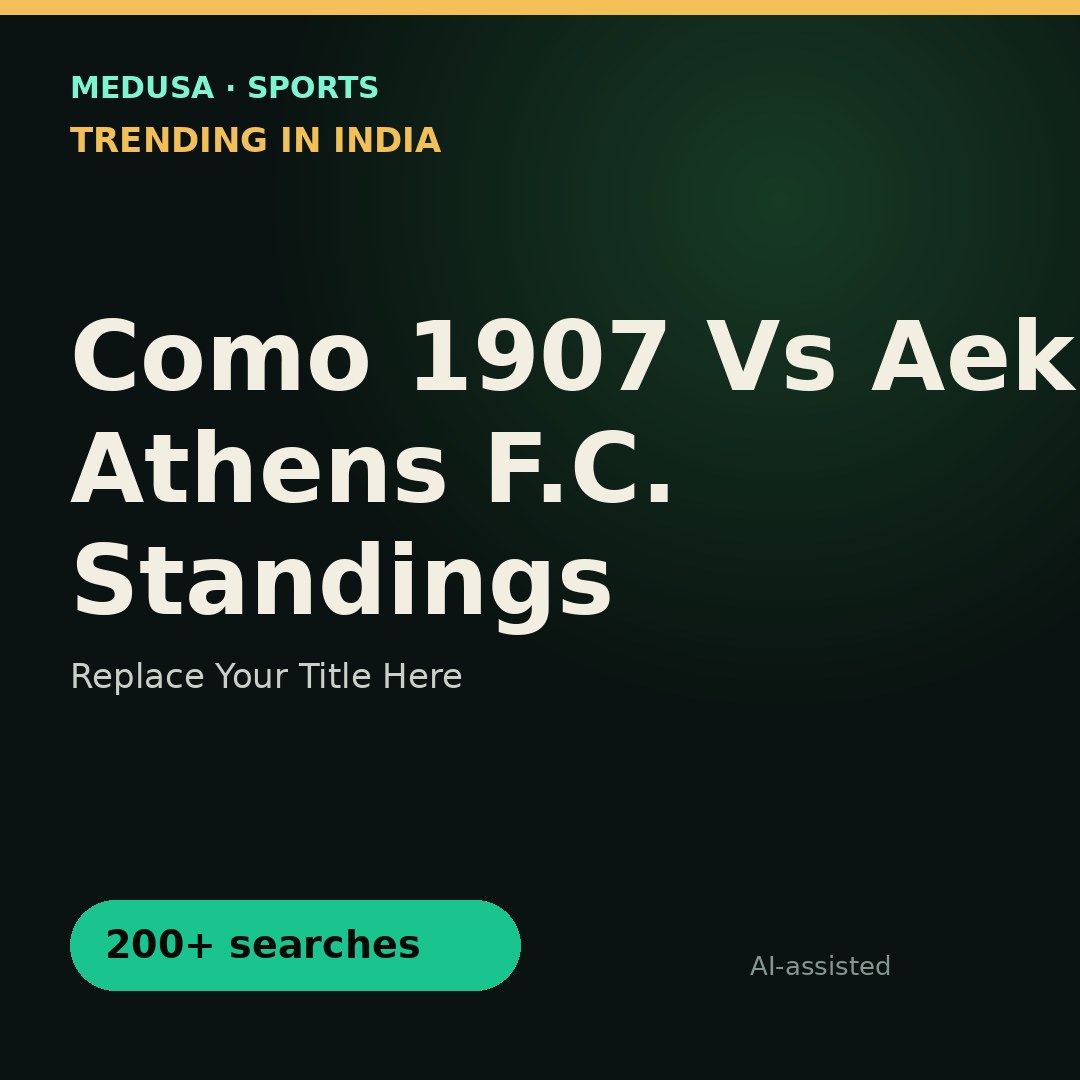 MEDUSA · SPORTS
TRENDING IN INDIA
Como 1907 Vs Aek
Athens F.C.
Standings
Replace Your Title Here
200+ searches
AI-assisted